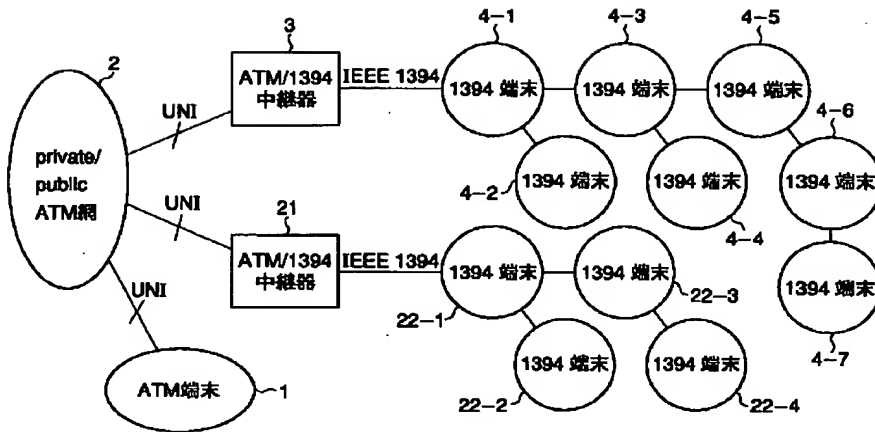 3
4-1
4-3
4-5
2
ATM/1394
中継器
IEEE 1394
1394 端末
1394 端末
1394 端末
4-6
UNI
private/
public
ATM網
4-2
1394 端末
1394 端末
1394 端末
4-4
UNI
21
ATM/1394
中継器
IEEE 1394
1394 端末
1394 端末
22-3
1394 端末
22-1
4-7
UNI
1394 端末
1394 端末
22-2
22-4
ATM端末
1